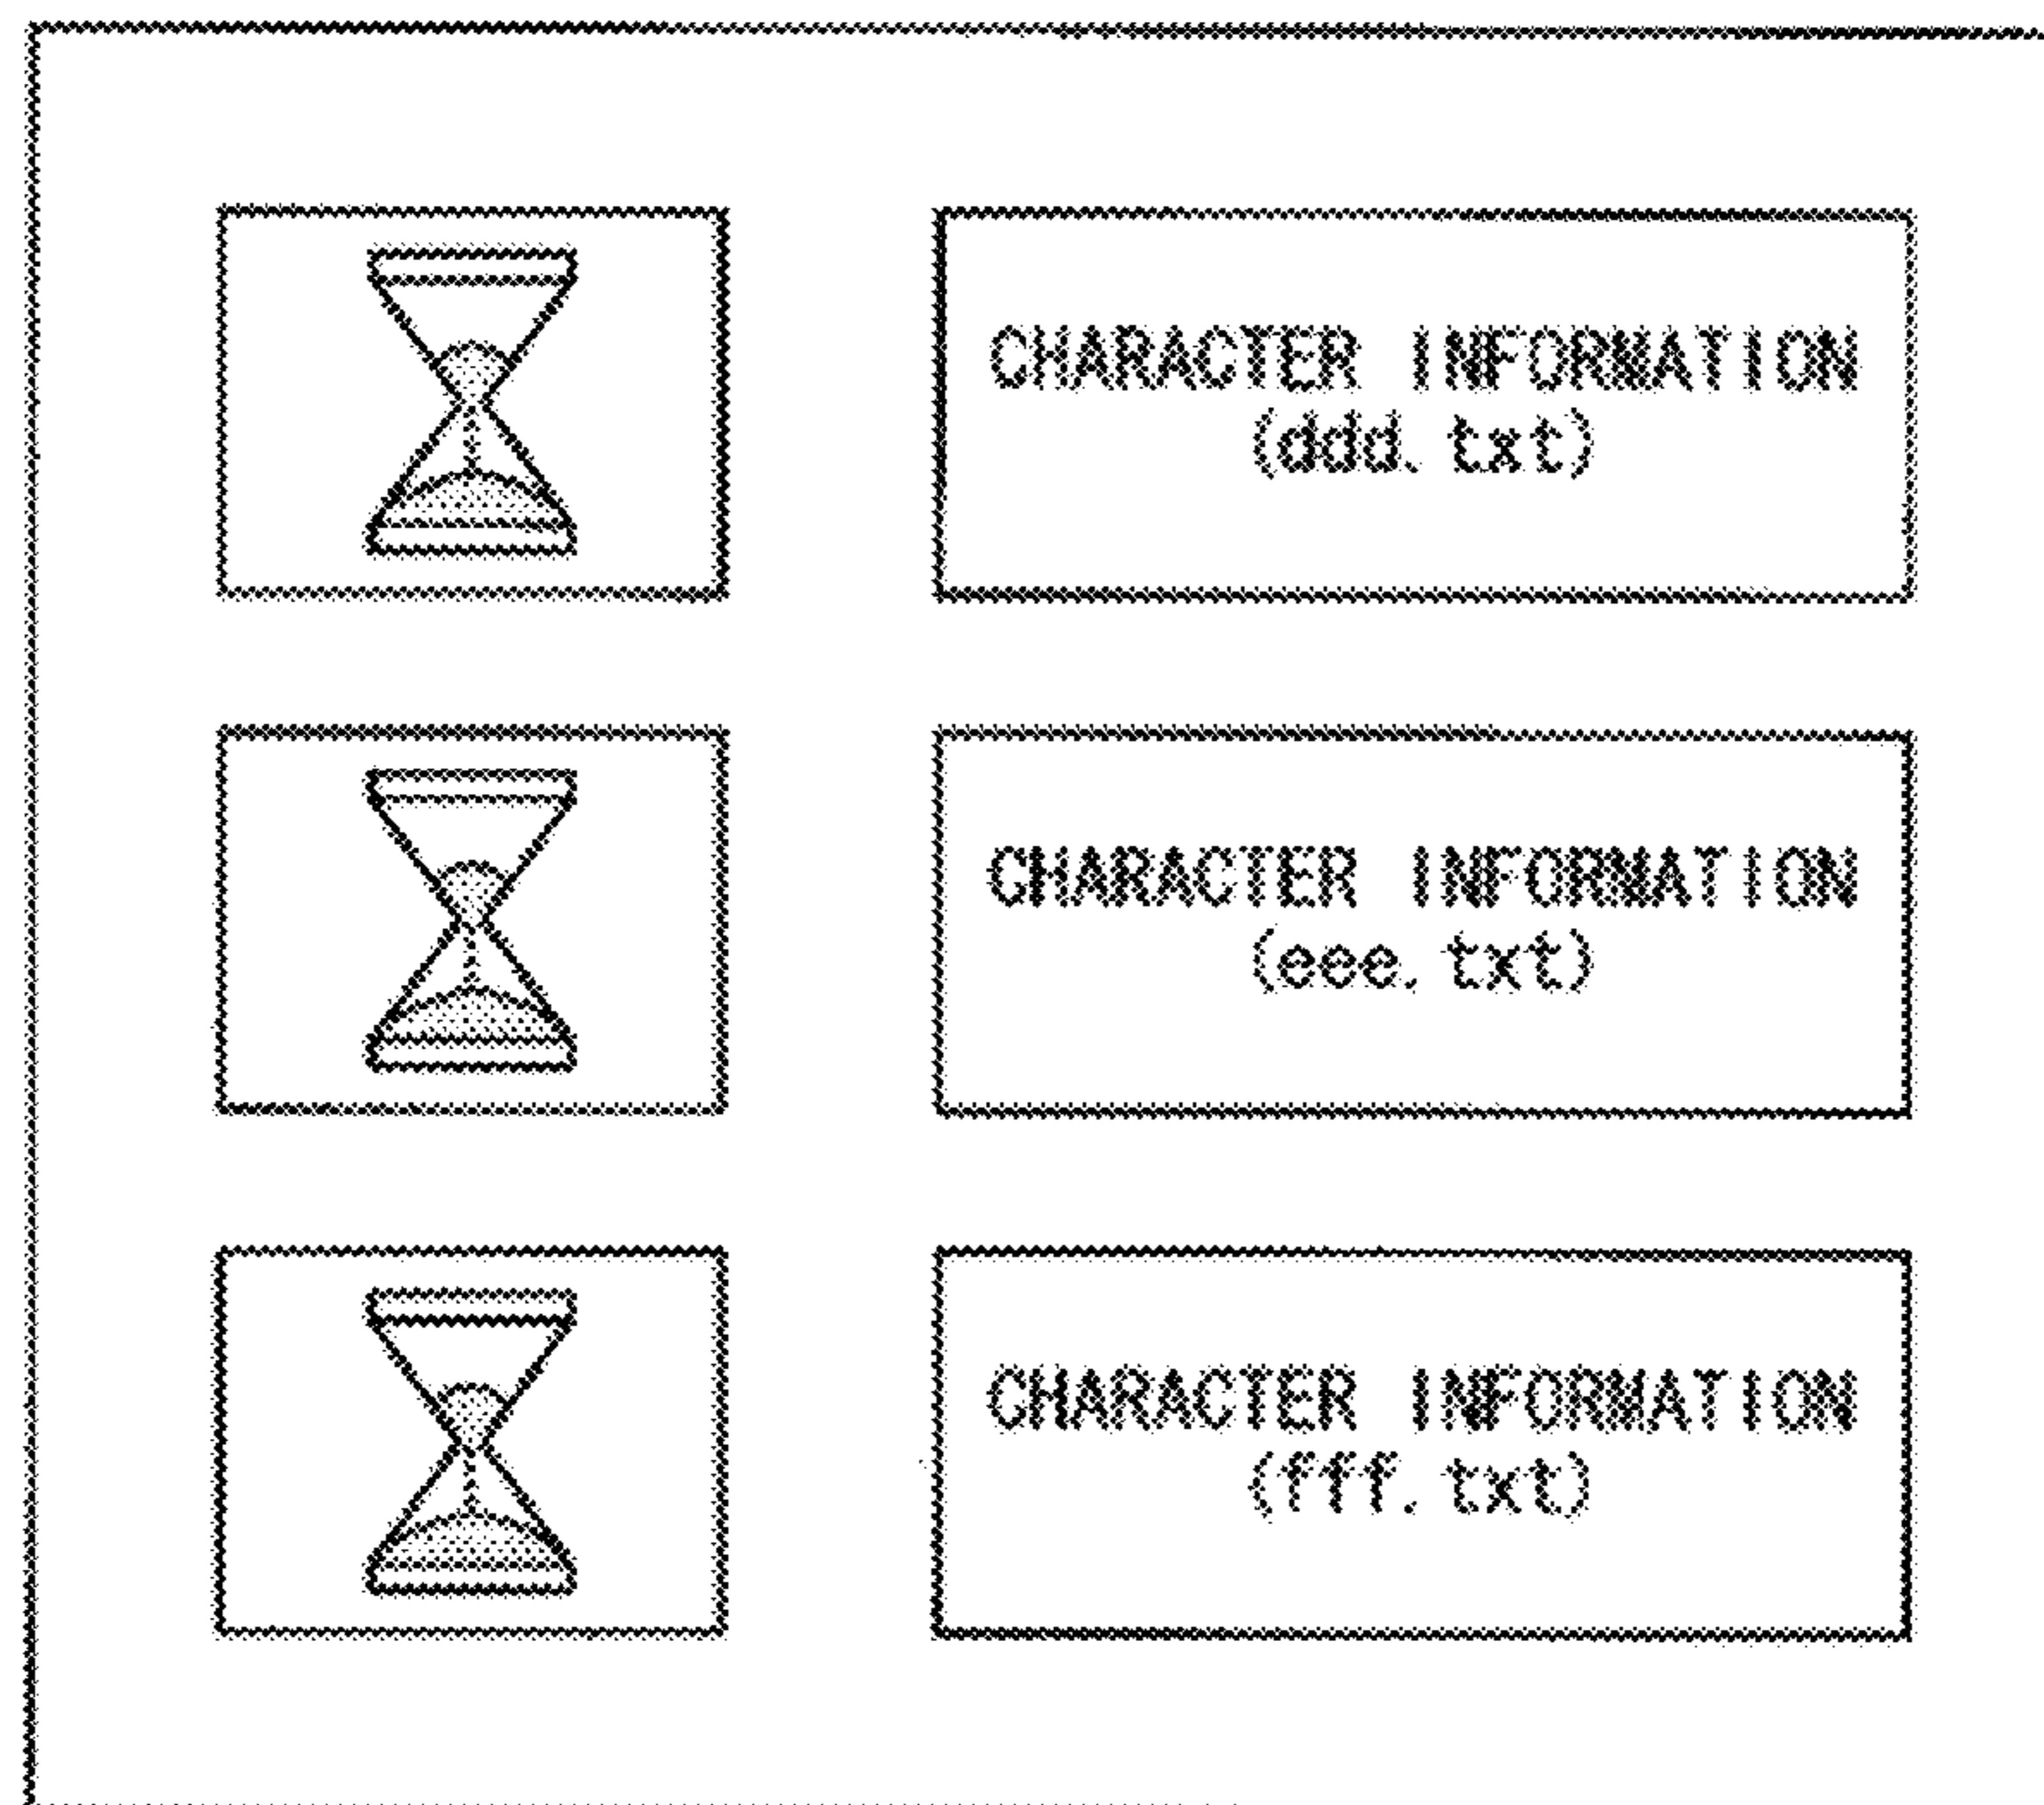 CHARACTER INFORMATION
(ddd. txt)
CHARACTER INFORMATION
(eee. txt)
CHARACTER INFORMATION
(fff. txt)